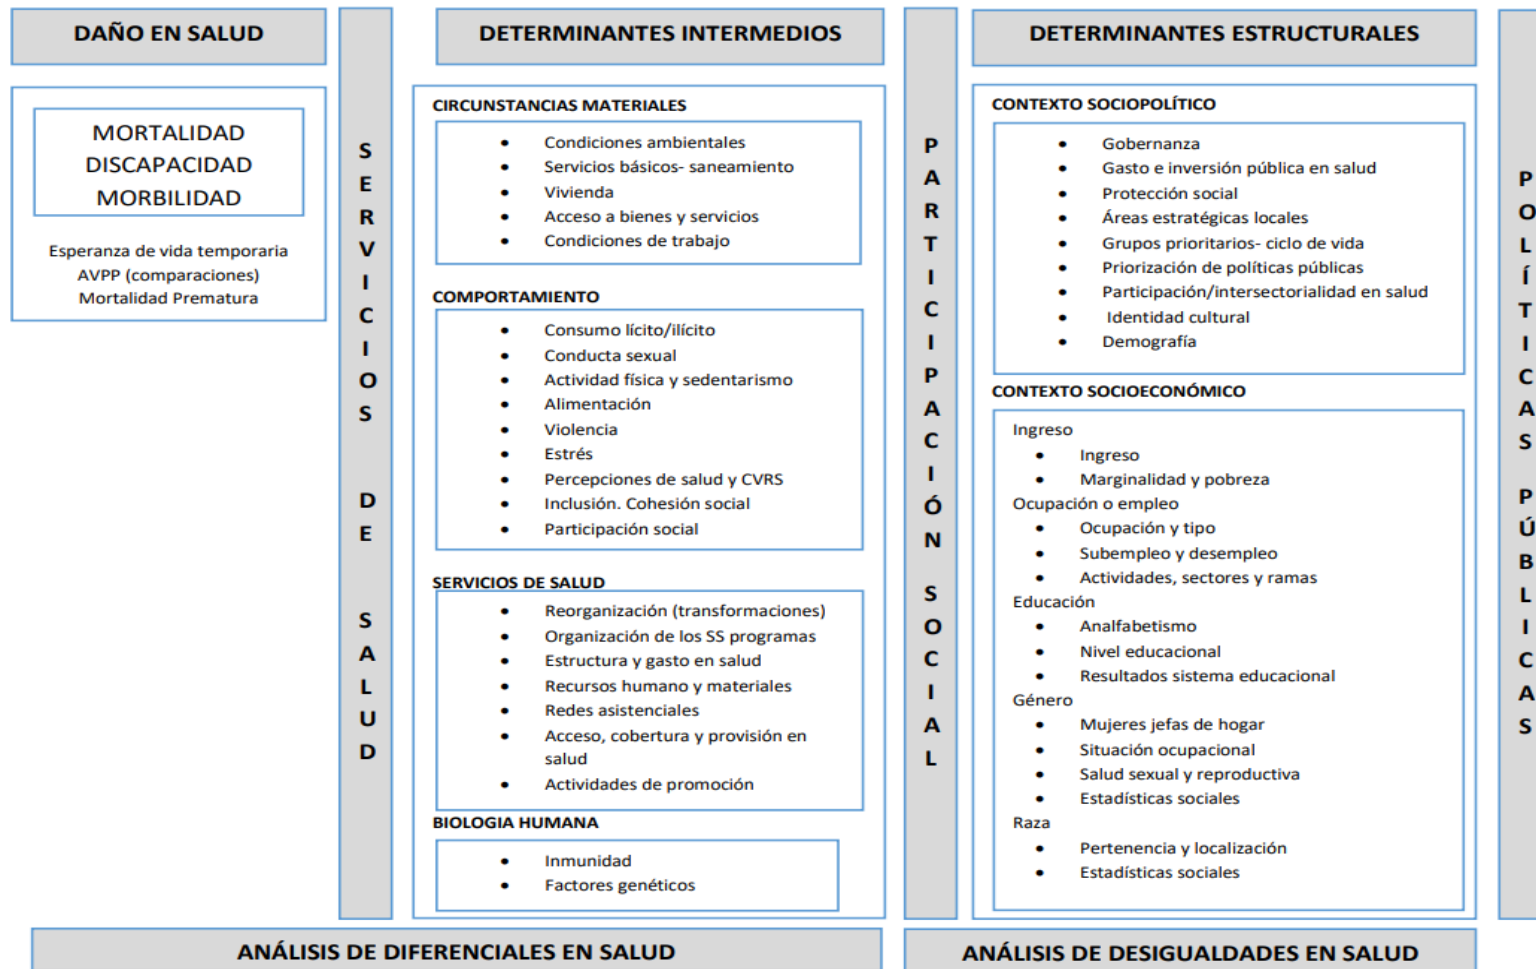 DAÑO EN SALUD
MORTALIDAD
DISCAPACIDAD
MORBILIDAD
Esperanza de vida temporaria
AVPP (comparaciones)
Mortalidad Prematura
SERVICIOS DE SALUD
DETERMINANTES INTERMEDIOS
CIRCUNSTANCIAS MATERIALES
• Condiciones ambientales
• Servicios básicos- saneamiento
• Vivienda
• Acceso a bienes y servicios
• Condiciones de trabajo
COMPORTAMIENTO
• Consumo lícito/ilícito
• Conducta sexual
• Actividad física y sedentarismo
• Alimentación
• Violencia
• Estrés
• Percepciones de salud y CVRS
• Inclusión. Cohesión social
• Participación social
SERVICIOS DE SALUD
• Reorganización (transformaciones)
• Organización de los SS programas
• Estructura y gasto en salud
• Recursos humano y materiales
• Redes asistenciales
• Acceso, cobertura y provisión en
salud
• Actividades de promoción
BIOLOGIA HUMANA
• Inmunidad
• Factores genéticos
PARTICIPACIÓN SOCIAL
DETERMINANTES ESTRUCTURALES
CONTEXTO SOCIOPOLÍTICO
• Gobernanza
• Gasto e inversión pública en salud
• Protección social
• Áreas estratégicas locales
• Grupos prioritarios- ciclo de vida
• Priorización de políticas públicas
• Participación/intersectorialidad en salud
• Identidad cultural
• Demografía
CONTEXTO SOCIOECONÓMICO
Ingreso
• Ingreso
• Marginalidad y pobreza
Ocupación o empleo
• Ocupación y tipo
• Subempleo y desempleo
• Actividades, sectores y ramas
Educación
• Analfabetismo
• Nivel educacional
• Resultados sistema educacional
Género
• Mujeres jefas de hogar
• Situación ocupacional
• Salud sexual y reproductiva
• Estadísticas sociales
Raza
• Pertenencia y localización
• Estadísticas sociales
POLÍTICAS PÚBLICAS
ANÁLISIS DE DIFERENCIALES EN SALUD
ANÁLISIS DE DESIGUALDADES EN SALUD